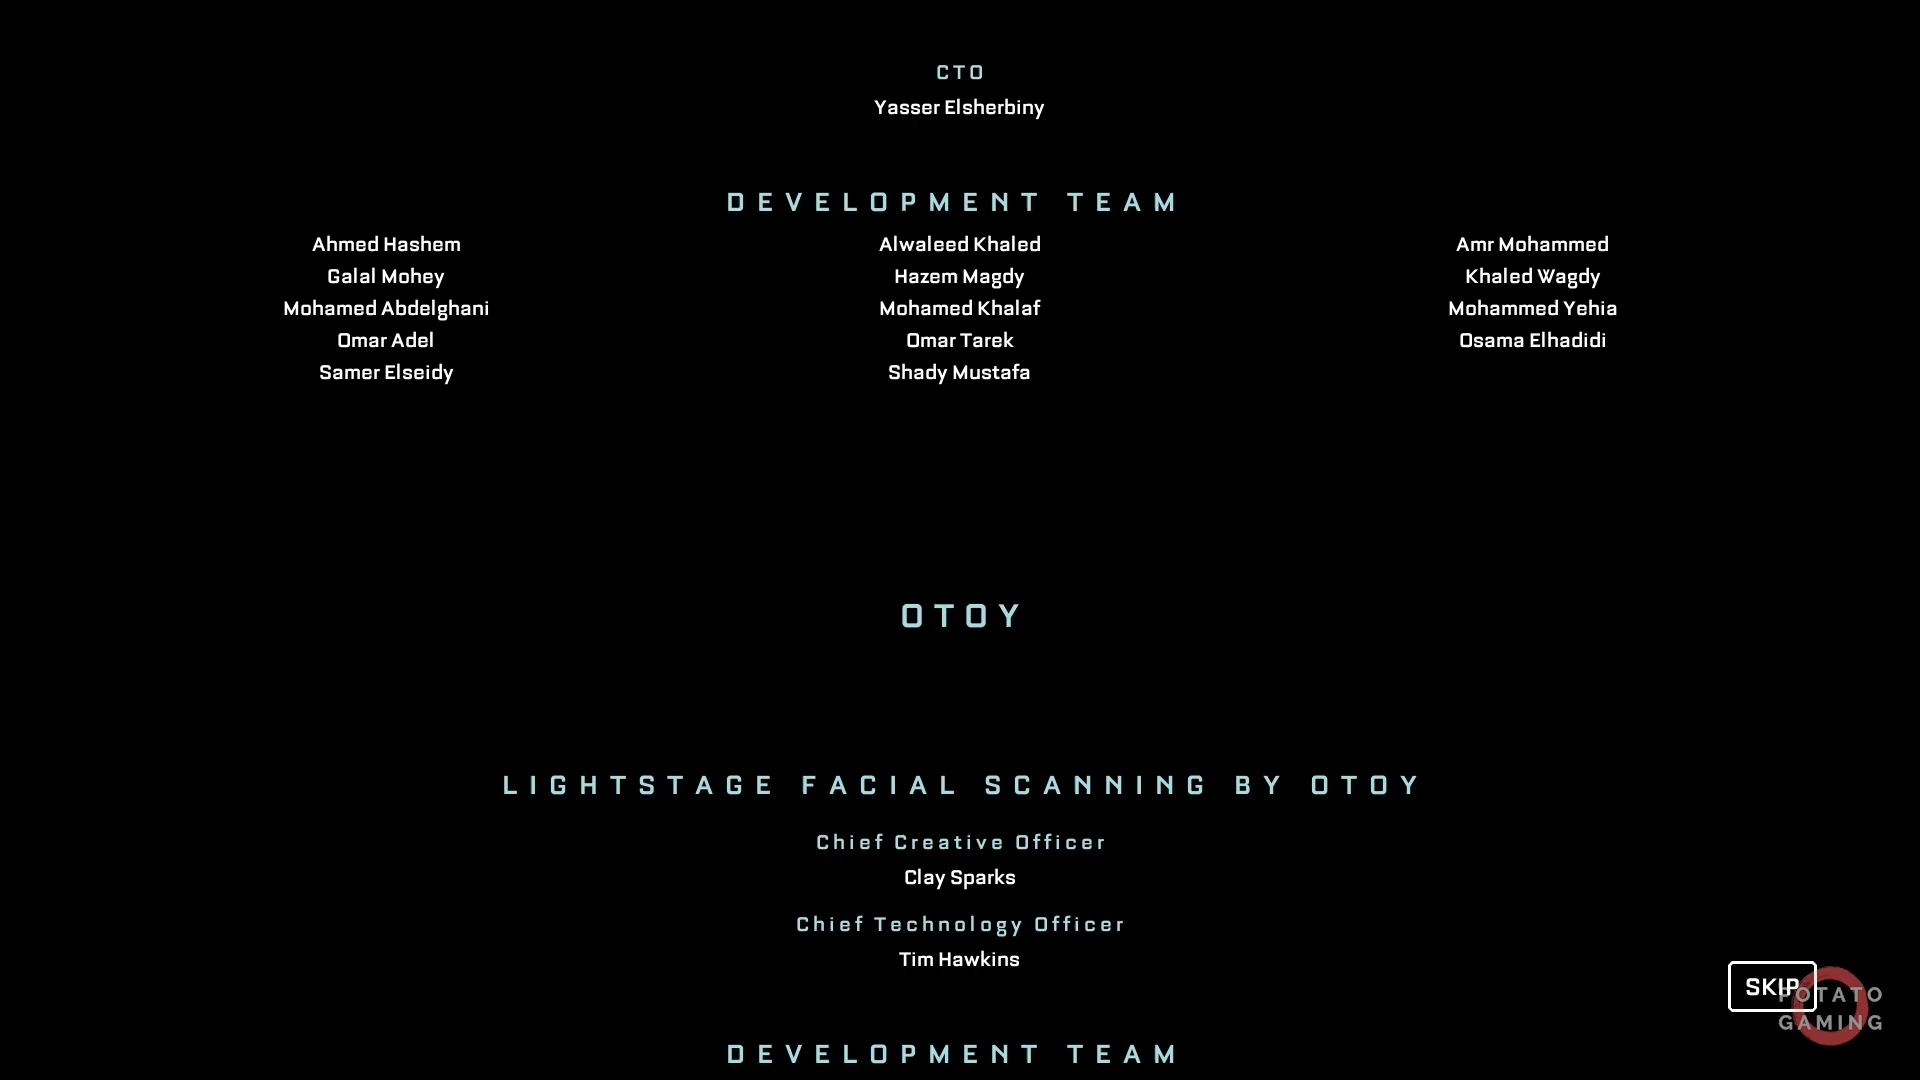 CTO
Yasser Elsherbiny
DEVELOPMENT TEAM
Ahmed Hashem Alwaleed Khaled Amr Mohammed
Galal Mohey Hazem Magdy Khaled Wagdy
Mohamed Abdelghani Mohamed Khalaf Mohammed Yehia
Omar Adel Omar Tarek Osama Elhadidi
Samer Elseidy Shady Mustafa
OTOY
LIGHTSTAGE FACIAL SCANNING BY OTOY
Chief Creative Officer
Clay Sparks
Chief Technology Officer
Tim Hawkins
SKIP
POTATO
GAMING
DEVELOPMENT TEAM